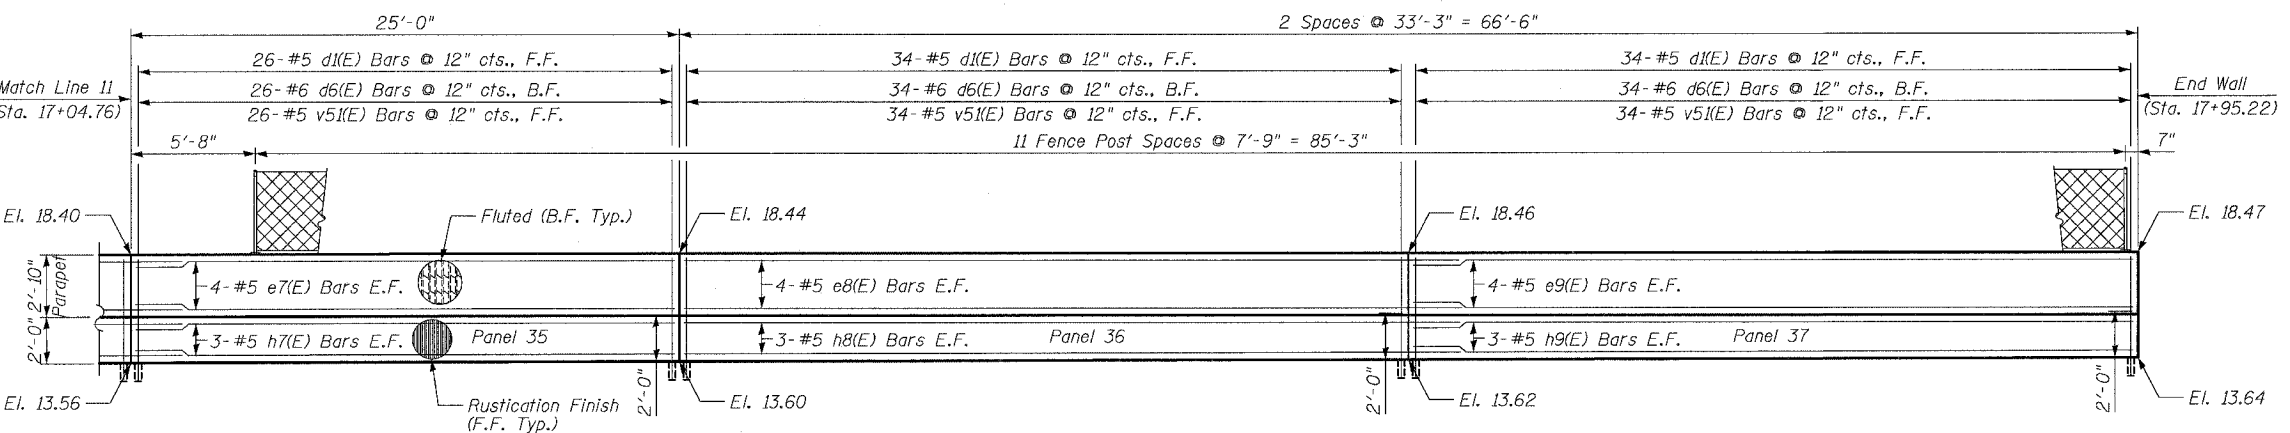 25'-0"
2 Spaces @ 33'-3" = 66'-6"
26-#5 d1(E) Bars @ 12" cts., F.F.
34-#5 d1(E) Bars @ 12" cts., F.F.
34-#5 d1(E) Bars @ 12" cts., F.F.
Match Line 11
(Sta. 17+04.76)
26-#6 d6(E) Bars @ 12" cts., B.F.
34-#6 d6(E) Bars @ 12" cts., B.F.
34-#6 d6(E) Bars @ 12" cts., B.F.
End Wall
(Sta. 17+95.22)
26-#5 v51(E) Bars @ 12" cts., F.F.
34-#5 v51(E) Bars @ 12" cts., F.F.
34-#5 v51(E) Bars @ 12" cts., F.F.
5'-8"
11 Fence Post Spaces @ 7'-9" = 85'-3"
7"
El. 18.40
Fluted (B.F. Typ.)
El. 18.44
El. 18.46
El. 18.47
2'-10"
Parapet
4-#5 e7(E) Bars E.F.
4-#5 e8(E) Bars E.F.
4-#5 e9(E) Bars E.F.
2'-0"
3-#5 h7(E) Bars E.F.
Panel 35
3-#5 h8(E) Bars E.F.
Panel 36
3-#5 h9(E) Bars E.F.
Panel 37
2'-0"
2'-0"
2'-0"
El. 13.56
Rustication Finish
(F.F. Typ.)
El. 13.60
El. 13.62
El. 13.64